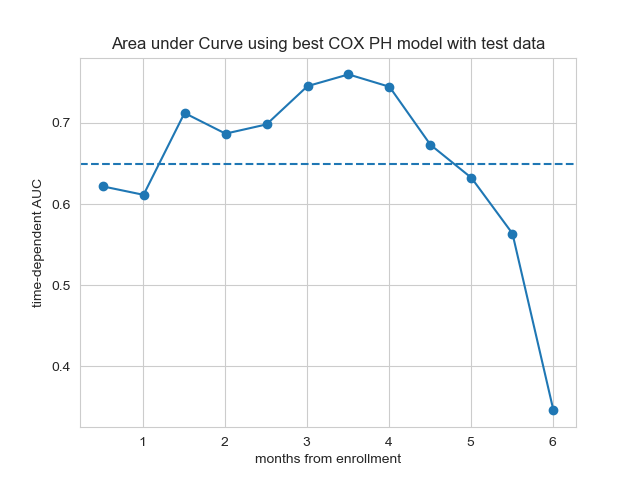 Area under Curve using best COX PH model with test data
0.7
0.6
0.5
0.4
time-dependent AUC
1 2 3 4 5 6
months from enrollment